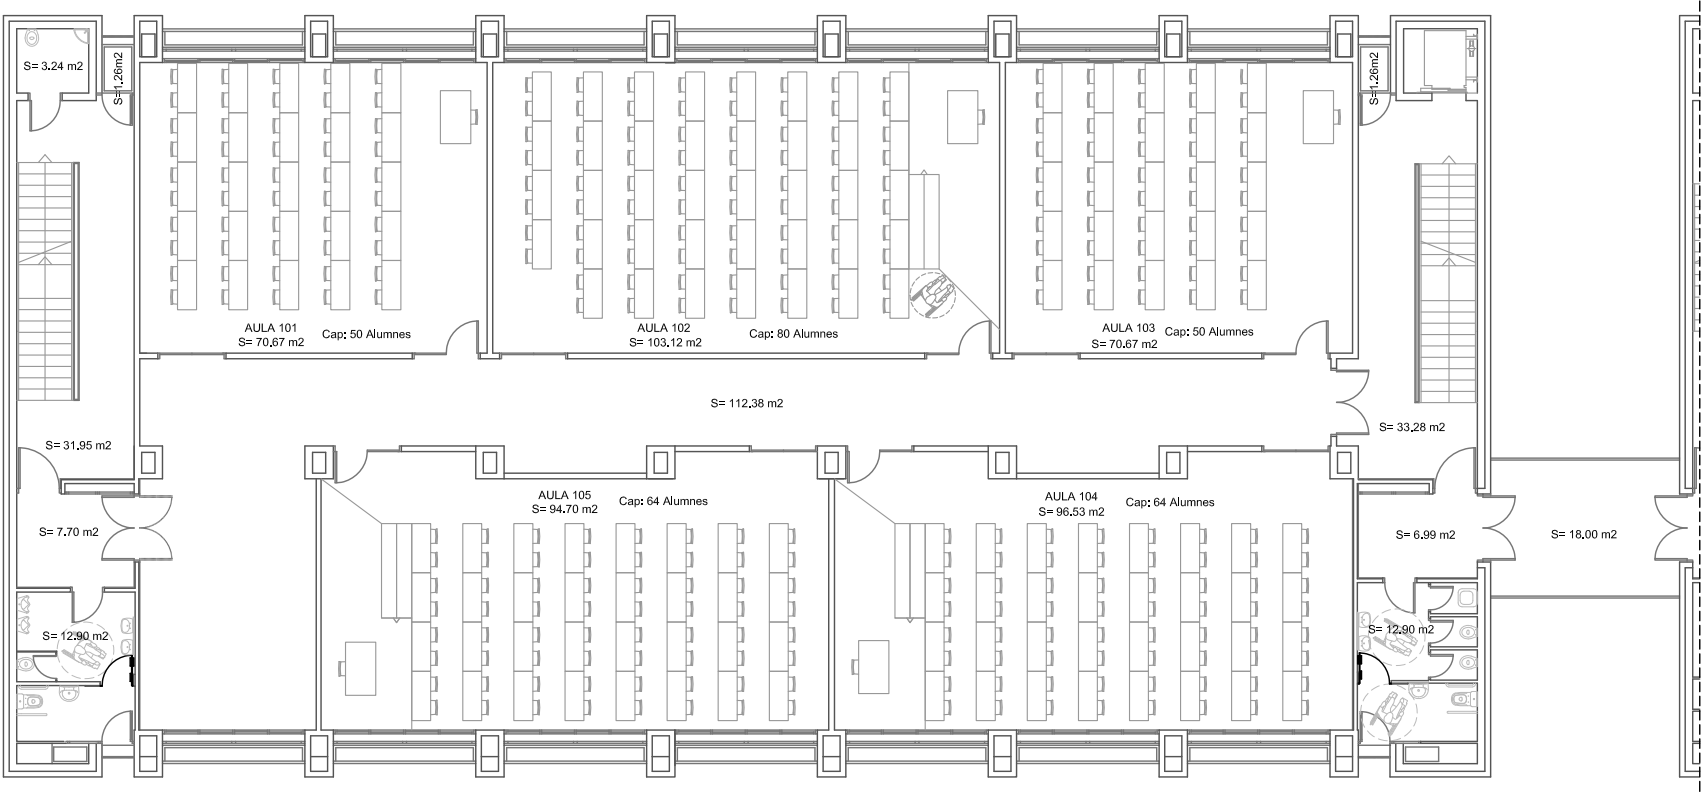 S= 3.24 m2
S=1.26m2
S=1.26m2
AULA 101
S= 70.67 m2
Cap: 50 Alumnes
AULA 102
S= 103.12 m2
Cap: 80 Alumnes
AULA 103
S= 70.67 m2
Cap: 50 Alumnes
S= 112.38 m2
S= 31.95 m2
S= 33.28 m2
AULA 105
S= 94.70 m2
Cap: 64 Alumnes
AULA 104
S= 96.53 m2
Cap: 64 Alumnes
S= 7.70 m2
S= 6.99 m2
S= 18.00 m2
S= 12.90 m2
S= 12.90 m2